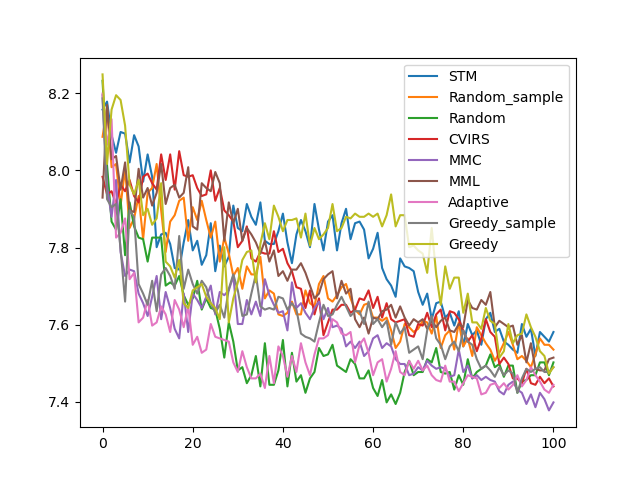 8.2
8.0
7.8
7.6
7.4
0
20
40
60
80
100
STM
Random_sample
Random
CVIRS
MMC
MML
Adaptive
Greedy_sample
Greedy